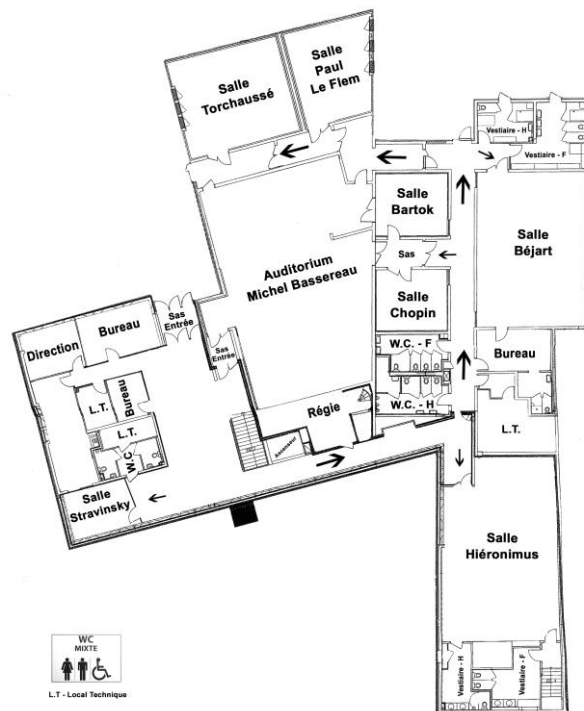 Salle
Torchaussé
Salle
Paul
Le Flem
Vestiaire - H
Vestiaire - F
Salle
Bartok
Salle
Béjart
Sas
Auditorium
Michel Bassereau
Salle
Chopin
Sas
Entrée
Bureau
Direction
Sas
Entrée
W.C. - F
Bureau
Bureau
L.T.
W.C. - H
Régie
L.T.
L.T.
Ascenseur
W.C
Salle
Stravinsky
Salle
Hiéronimus
Vestiaire - H
Vestiaire - F
WC
MIXTE
L.T - Local Technique